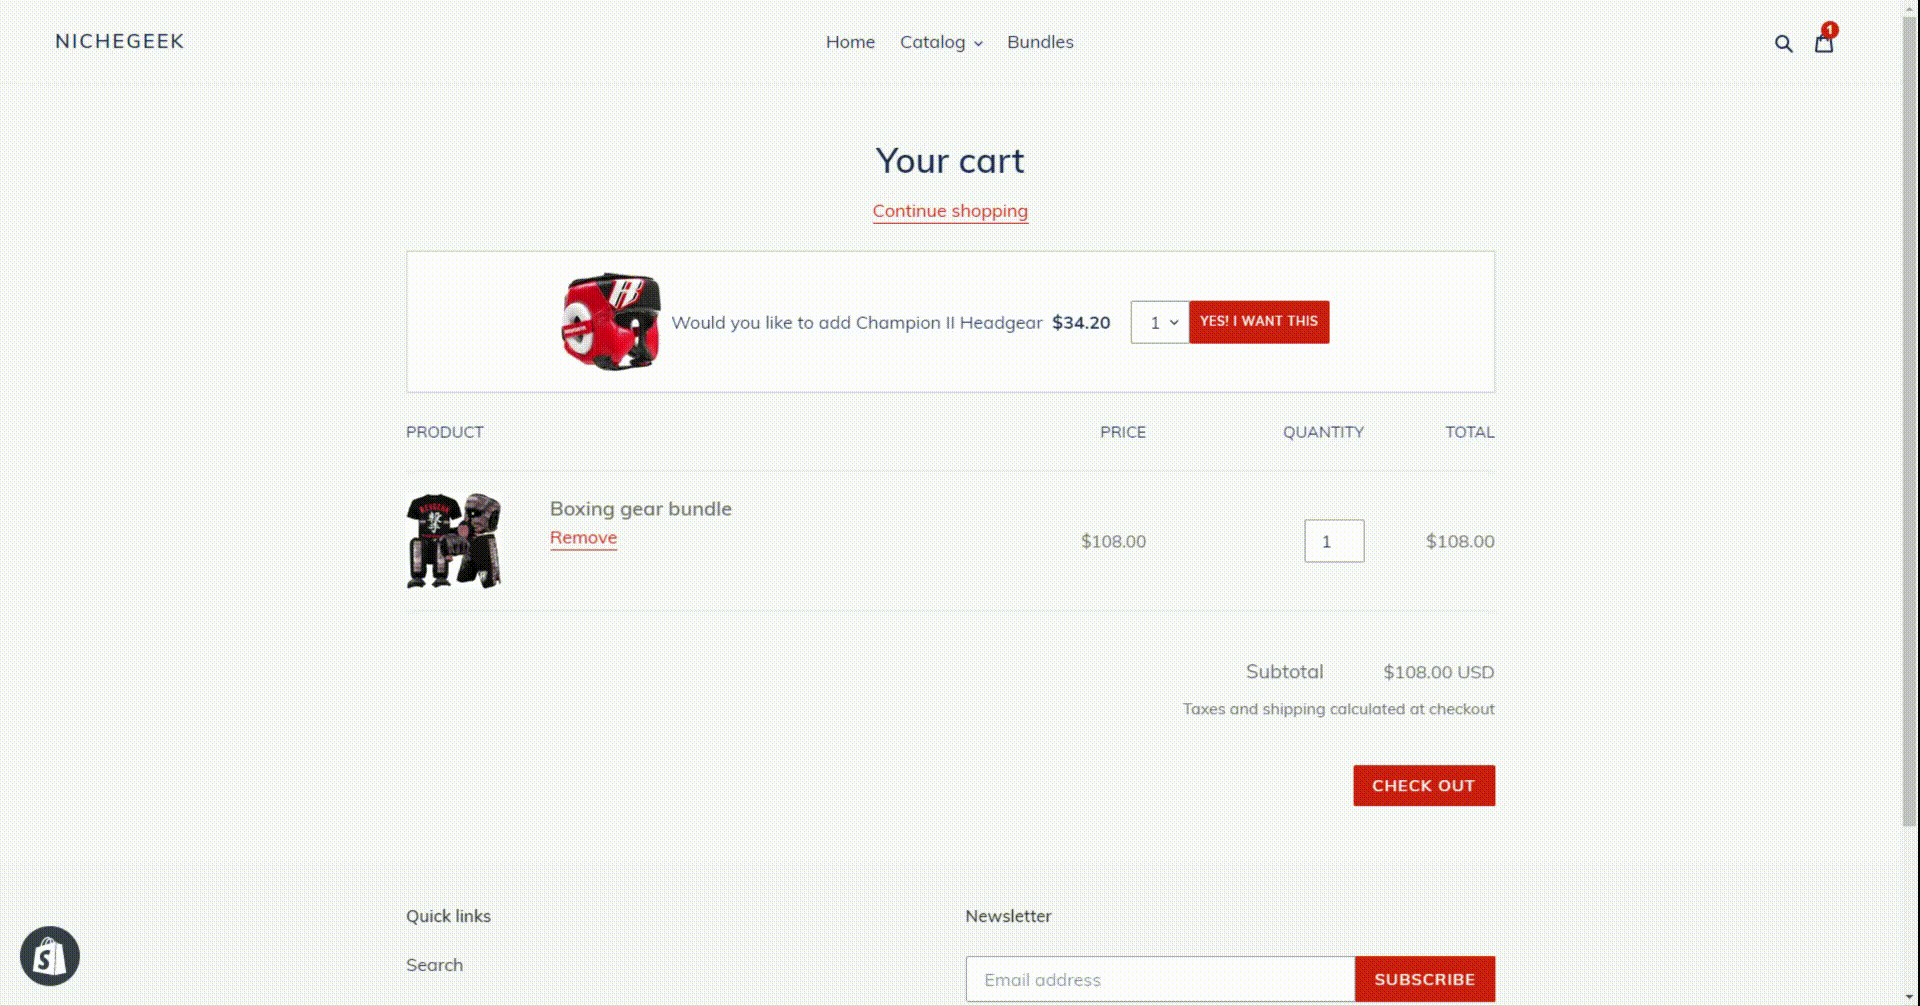 NICHEGEEK
Home Catalog Bundles
1
Your cart
Continue shopping
Would you like to add Champion II Headgear $34.20 1 YES! I WANT THIS
PRODUCT PRICE QUANTITY TOTAL
Boxing gear bundle
Remove
$108.00 1 $108.00
Subtotal $108.00 USD
Taxes and shipping calculated at checkout
CHECK OUT
Quick links Newsletter
Search
Email address SUBSCRIBE